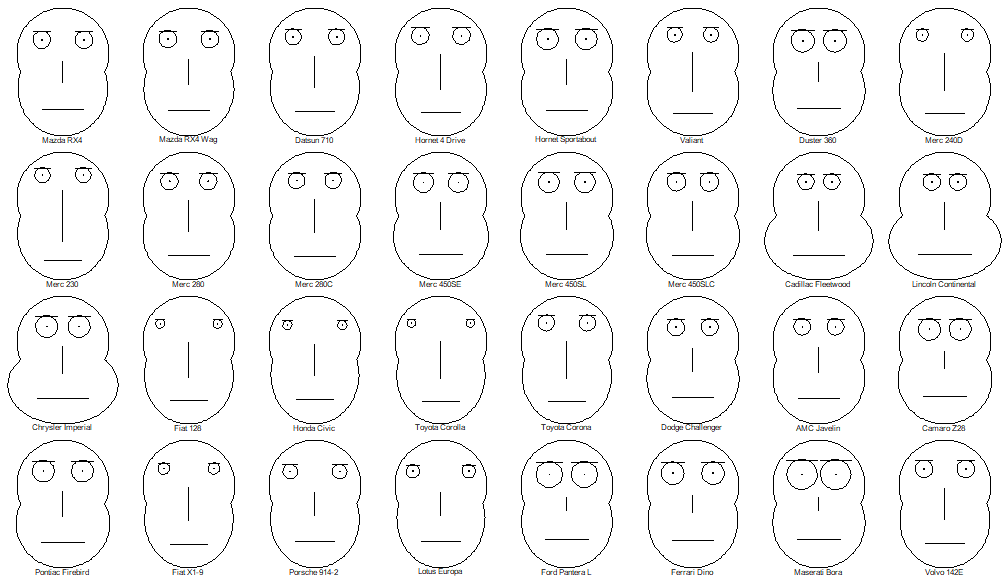 Mazda RX4
Mazda RX4 Wag
Datsun 710
Hornet 4 Drive
Hornet Sportabout
Valiant
Duster 360
Merc 240D
Merc 230
Merc 280
Merc 280C
Merc 450SE
Merc 450SL
Merc 450SLC
Cadillac Fleetwood
Lincoln Continental
Chrysler Imperial
Fiat 128
Honda Civic
Toyota Corolla
Toyota Corona
Dodge Challenger
AMC Javelin
Camaro Z28
Pontiac Firebird
Fiat X1-9
Porsche 914-2
Lotus Europa
Ford Pantera L
Ferrari Dino
Maserati Bora
Volvo 142E